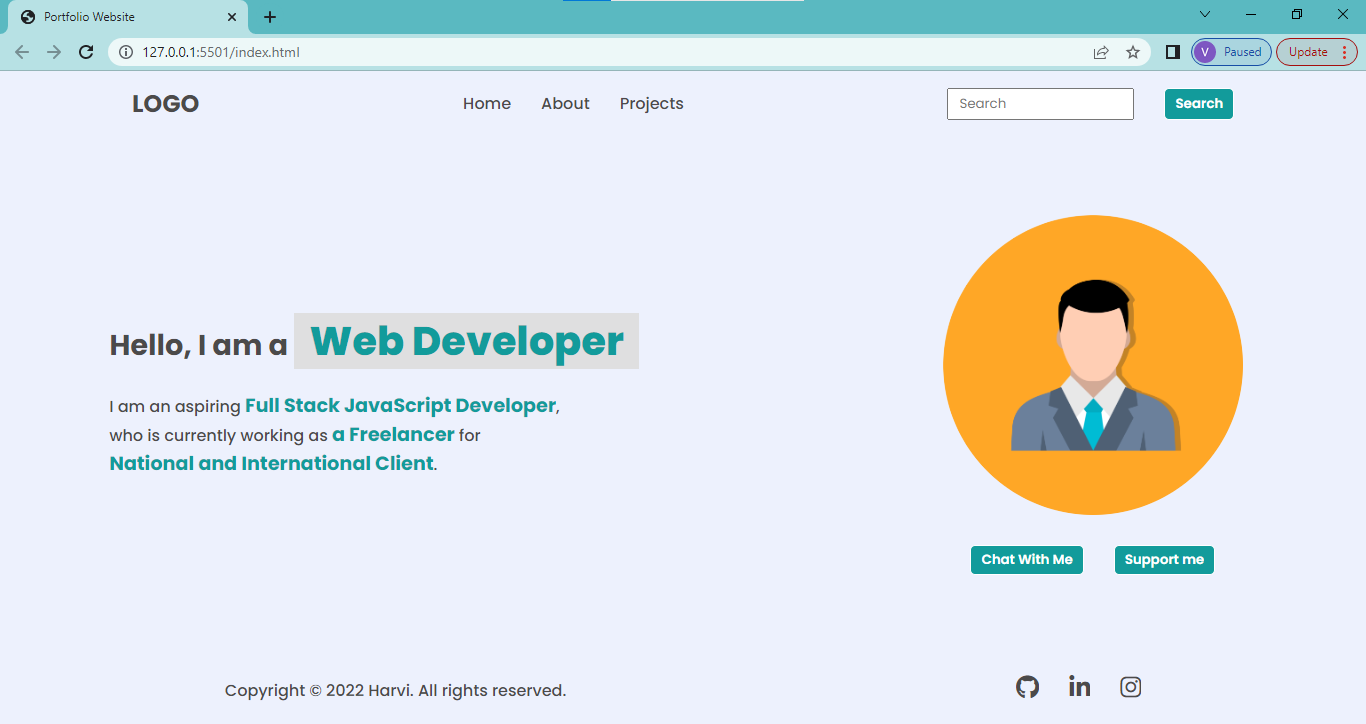 Portfolio Website
127.0.0.1:5501/index.html
V Paused Update
LOGO Home About Projects Search Search
Hello, I am a Web Developer
I am an aspiring Full Stack JavaScript Developer,
who is currently working as a Freelancer for
National and International Client.
Chat With Me Support me
Copyright © 2022 Harvi. All rights reserved. in